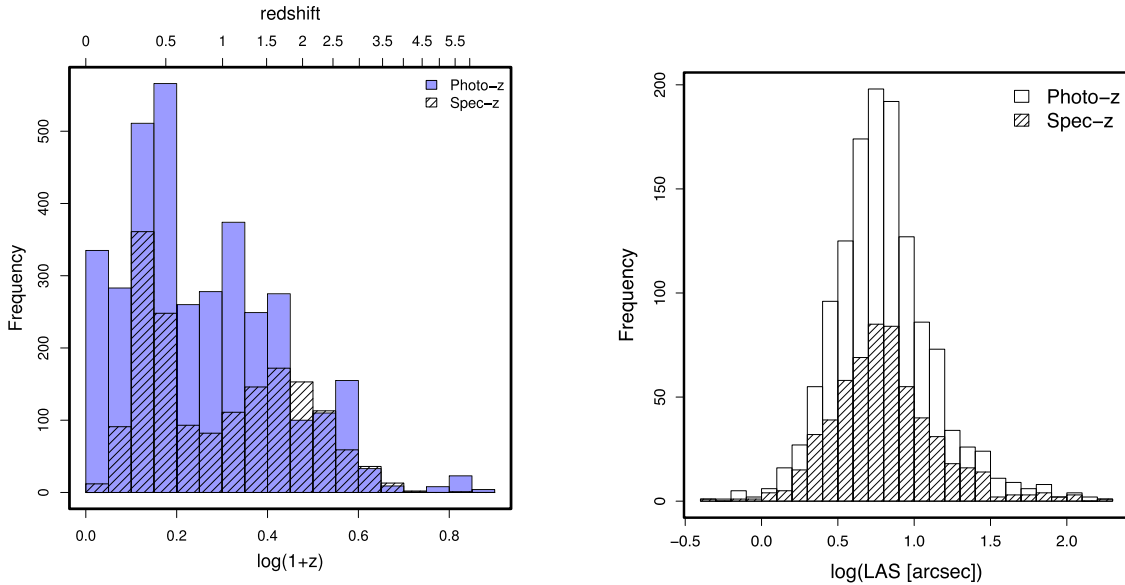 redshift
0 0.5 1 1.5 2 2.5 3.5 4.5 5.5
Photo-z
Spec-z
Frequency
0 100 200 300 400 500
0.0 0.2 0.4 0.6 0.8
log(1+z)
Photo-z
Spec-z
Frequency
0 50 100 150 200
−0.5 0.0 0.5 1.0 1.5 2.0
log(LAS [arcsec])